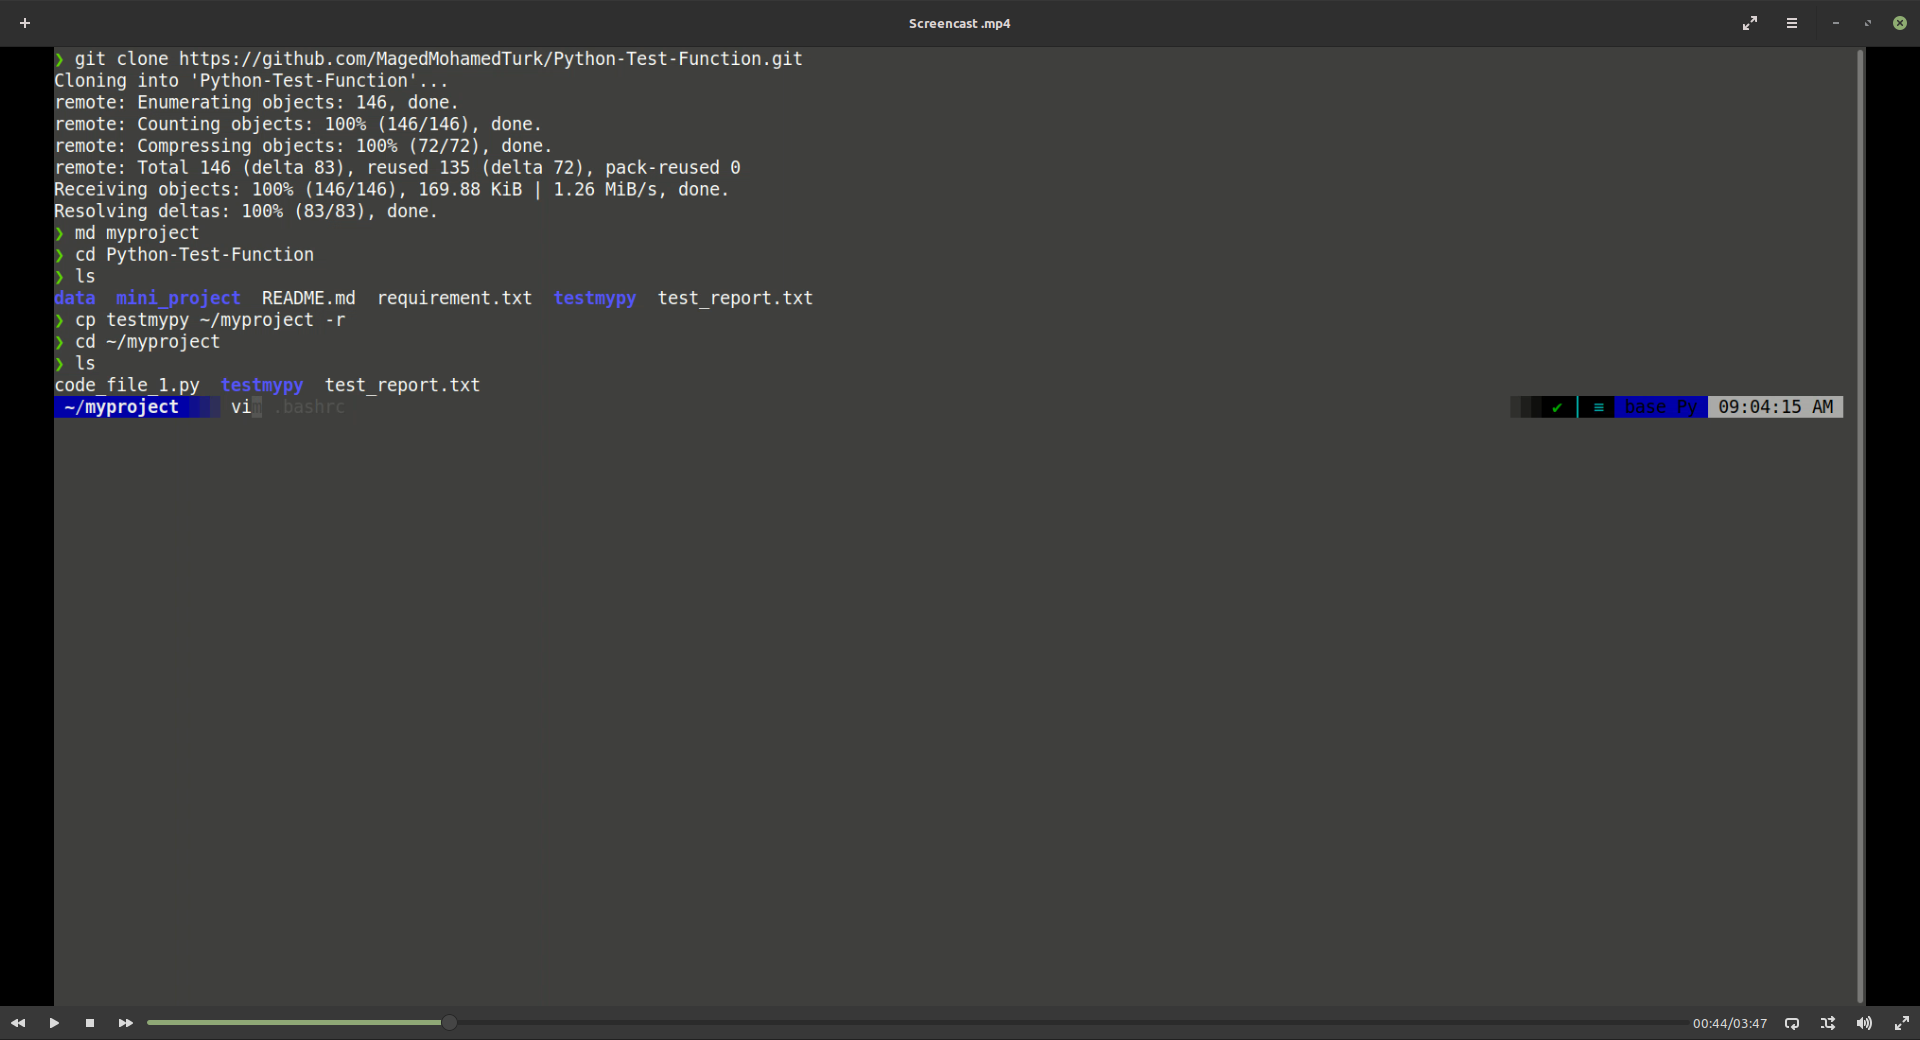 Screencast .mp4
❯ git clone https://github.com/MagedMohamedTurk/Python-Test-Function.git
Cloning into 'Python-Test-Function'...
remote: Enumerating objects: 146, done.
remote: Counting objects: 100% (146/146), done.
remote: Compressing objects: 100% (72/72), done.
remote: Total 146 (delta 83), reused 135 (delta 72), pack-reused 0
Receiving objects: 100% (146/146), 169.88 KiB | 1.26 MiB/s, done.
Resolving deltas: 100% (83/83), done.
❯ md myproject
❯ cd Python-Test-Function
❯ ls
data  mini_project  README.md  requirement.txt  testmypy  test_report.txt
❯ cp testmypy ~/myproject -r
❯ cd ~/myproject
❯ ls
code_file_1.py  testmypy  test_report.txt
~/myproject  vim .bashrc  ✔ | ≡ base Py 09:04:15 AM
00:44/03:47